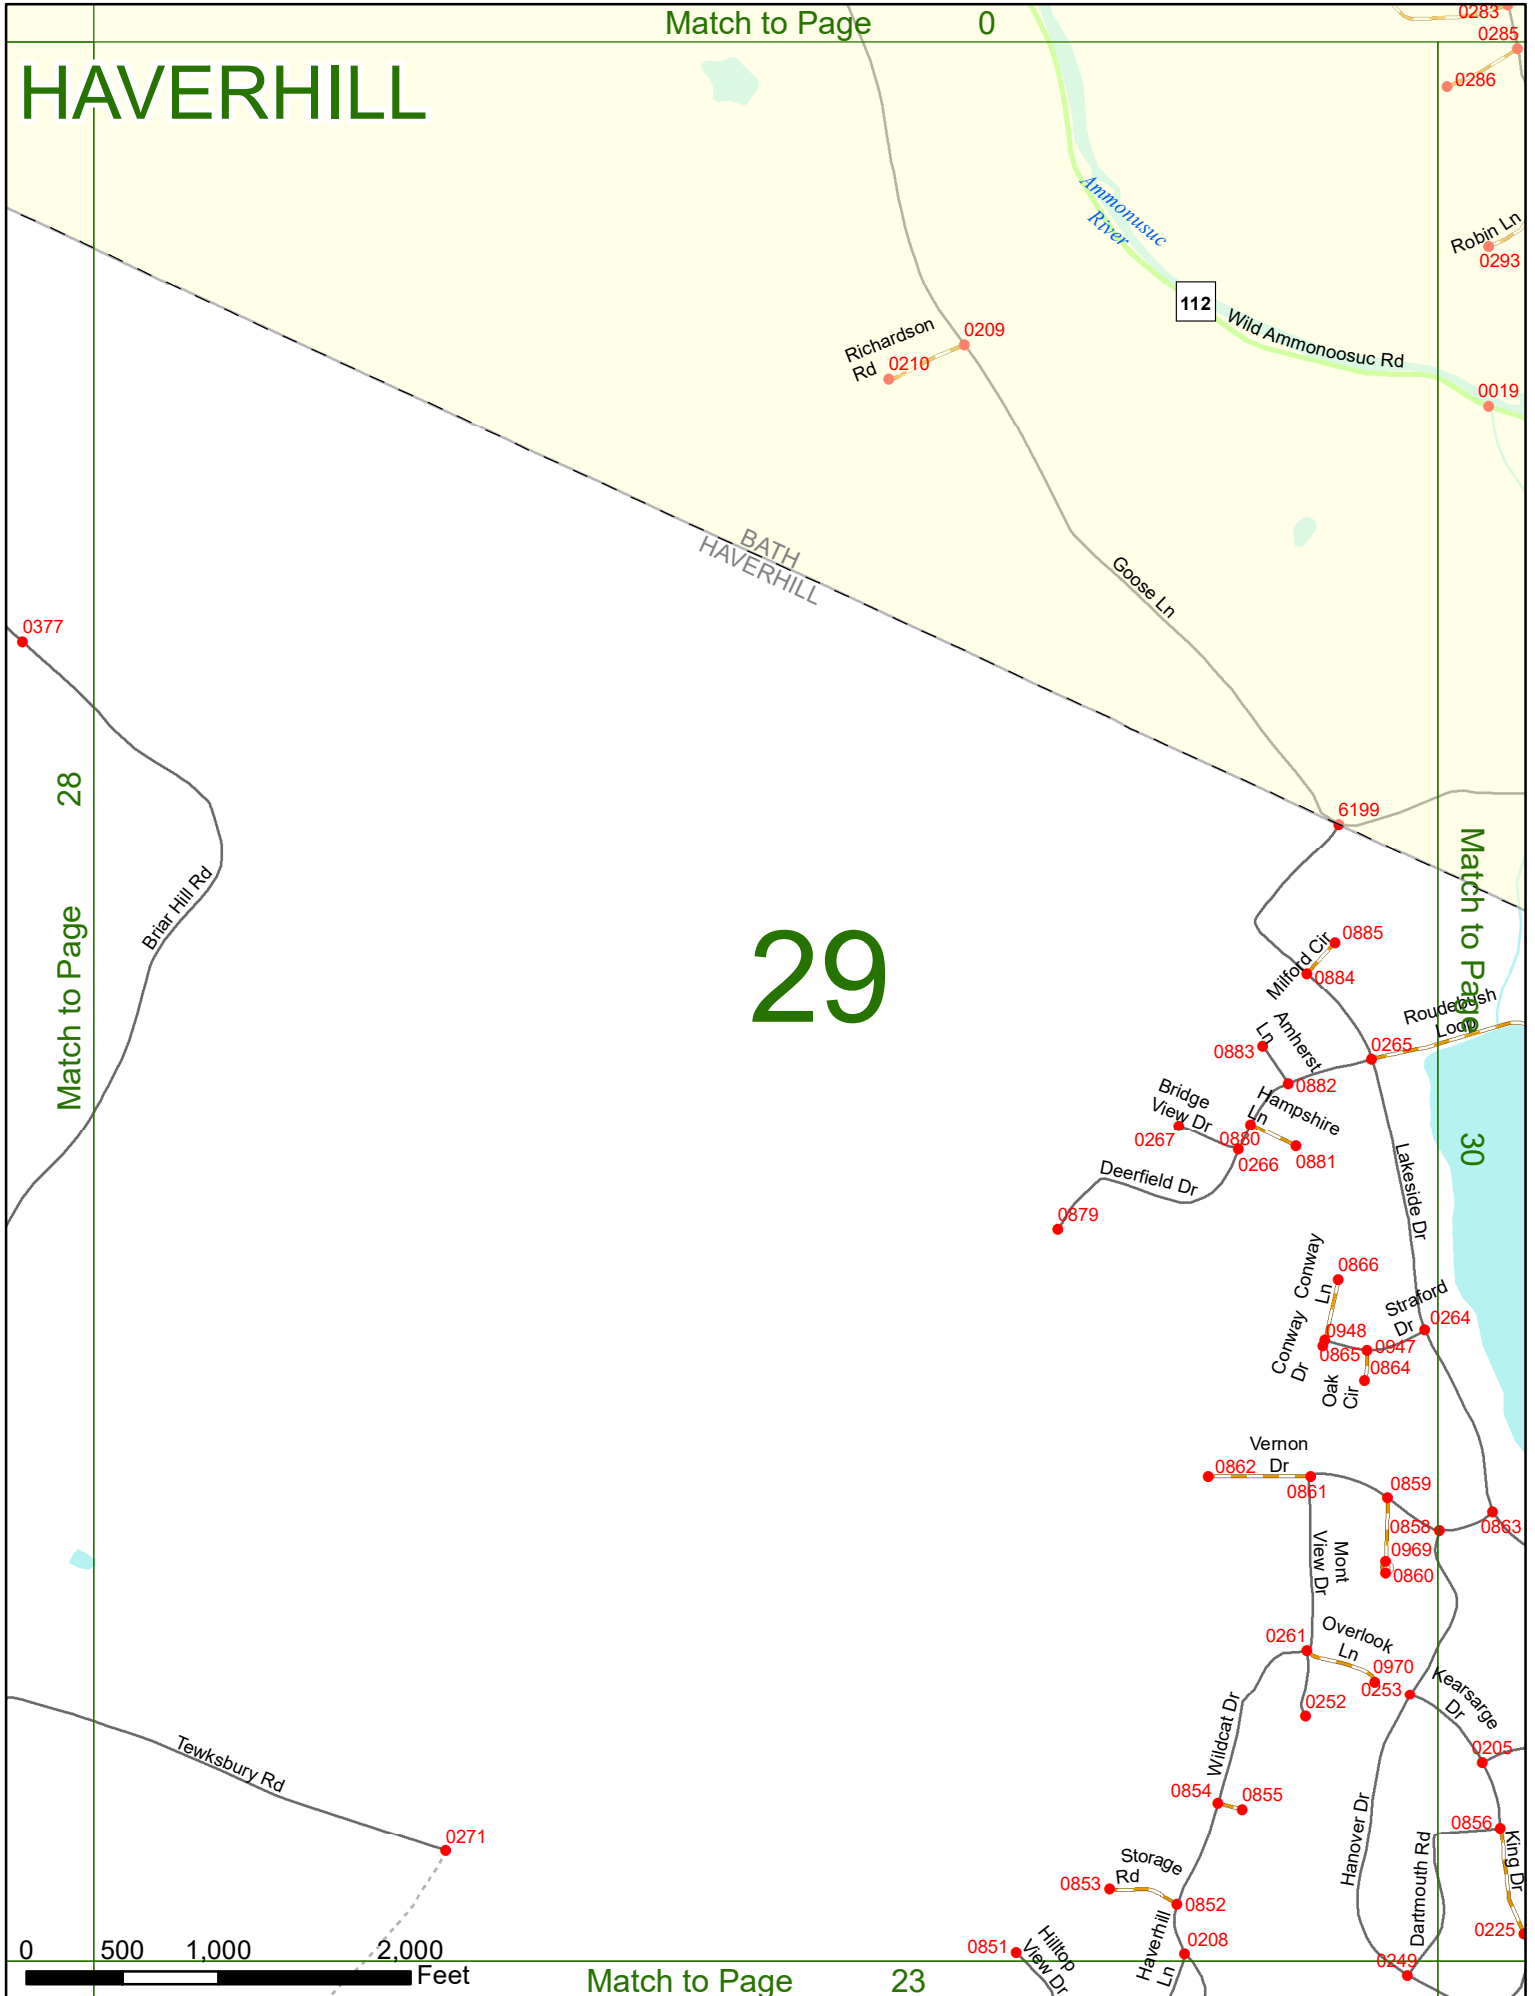 Match to Page 0
HAVERHILL
0283
0285
0286
Ammonusuc
River
Robin Ln
0293
112
Wild Ammonoosuc Rd
Richardson
Rd
0209
0210
0019
BATH
HAVERHILL
Goose Ln
0377
28
Match to Page
Briar Hill Rd
29
6199
Match to Page
30
Milford Cir
0885
0884
Roudebush
Loop
Amherst
Ln
0883
0265
0882
Bridge
View Dr
Hampshire
Ln
0267
0880
0266
0881
Deerfield Dr
0879
Lakeside Dr
Conway
Ln
0866
Straford
Dr
0264
Conway
Dr
0948
0865
0947
0864
Oak
Cir
Vernon
Dr
0862
0861
0859
0858
0863
0969
0860
Mont
View Dr
0261
Overlook
Ln
0970
0253
0252
Kearsarge
Dr
0205
Wildcat Dr
Tewksbury Rd
0854
0855
0271
Hanover Dr
0856
Dartmouth Rd
King Dr
Storage
Rd
0853
0852
0225
Haverhill
Ln
0208
0851
Hilltop
View Dr
0249
0 500 1,000 2,000
Feet
Match to Page 23